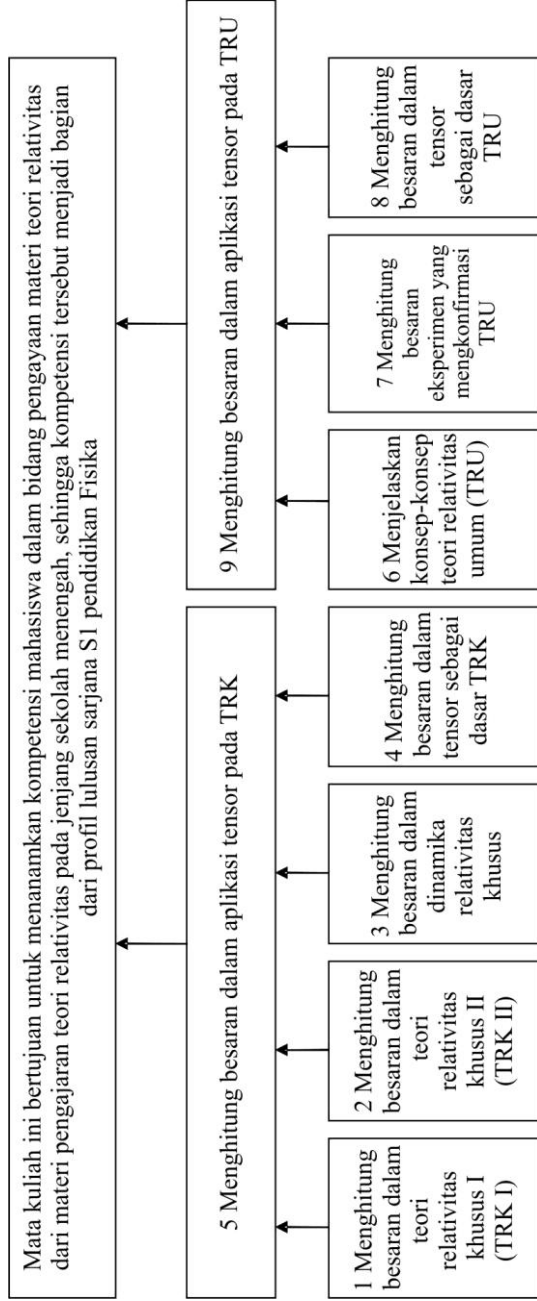 Mata kuliah ini bertujuan untuk menanamkan kompetensi mahasiswa dalam bidang pengayaan materi teori relativitas
dari materi pengajaran teori relativitas pada jenjang sekolah menengah, sehingga kompetensi tersebut menjadi bagian
dari profil lulusan sarjana S1 pendidikan Fisika
5 Menghitung besaran dalam aplikasi tensor pada TRK
9 Menghitung besaran dalam aplikasi tensor pada TRU
1 Menghitung
besaran dalam
teori
relativitas
khusus I
(TRK I)
2 Menghitung
besaran dalam
teori
relativitas
khusus II
(TRK II)
3 Menghitung
besaran dalam
dinamika
relativitas
khusus
4 Menghitung
besaran dalam
tensor sebagai
dasar TRK
6 Menjelaskan
konsep-konsep
teori relativitas
umum (TRU)
7 Menghitung
besaran
eksperimen yang
mengkonfirmasi
TRU
8 Menghitung
besaran dalam
tensor
sebagai dasar
TRU